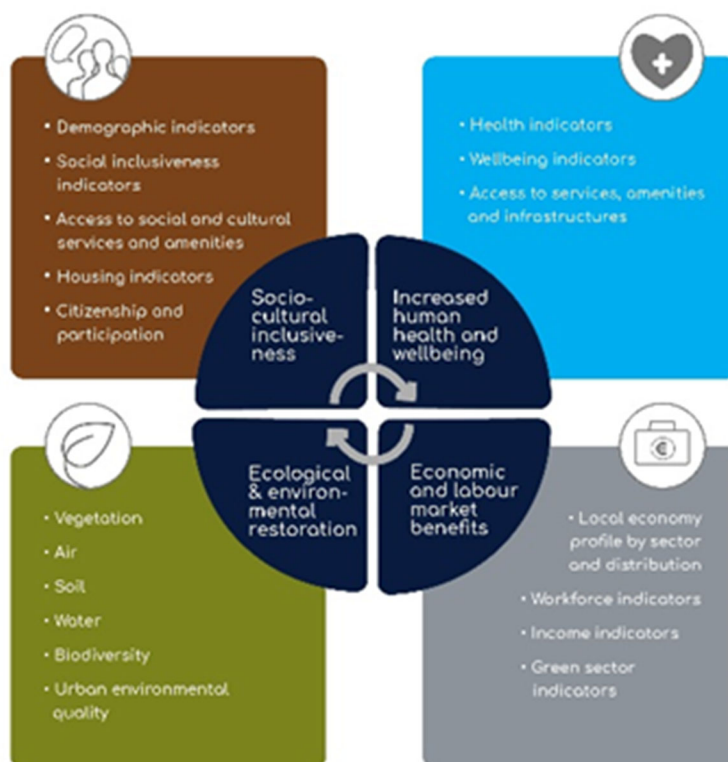 • Demographic indicators
• Social inclusiveness
indicators
• Access to social and cultural
services and amenities
• Housing indicators
• Citizenship and
participation
• Health indicators
• Wellbeing indicators
• Access to services, amenities
and infrastructures
Socio-
cultural
inclusive-
ness
Increased
human
health and
wellbeing
Ecological
& environ-
mental
restoration
Economic
and labour
market
benefits
• Vegetation
• Air
• Soil
• Water
• Biodiversity
• Urban environmental
quality
• Local economy
profile by sector
and distribution
• Workforce indicators
• Income indicators
• Green sector
indicators